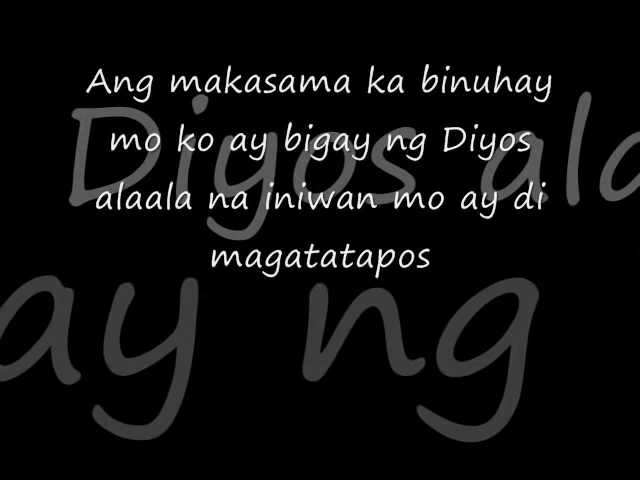 Ang makasama ka binuhay
mo ko ay bigay ng Diyos
alaala na iniwan mo ay di
magatatapos
Diyos ala
ay ng